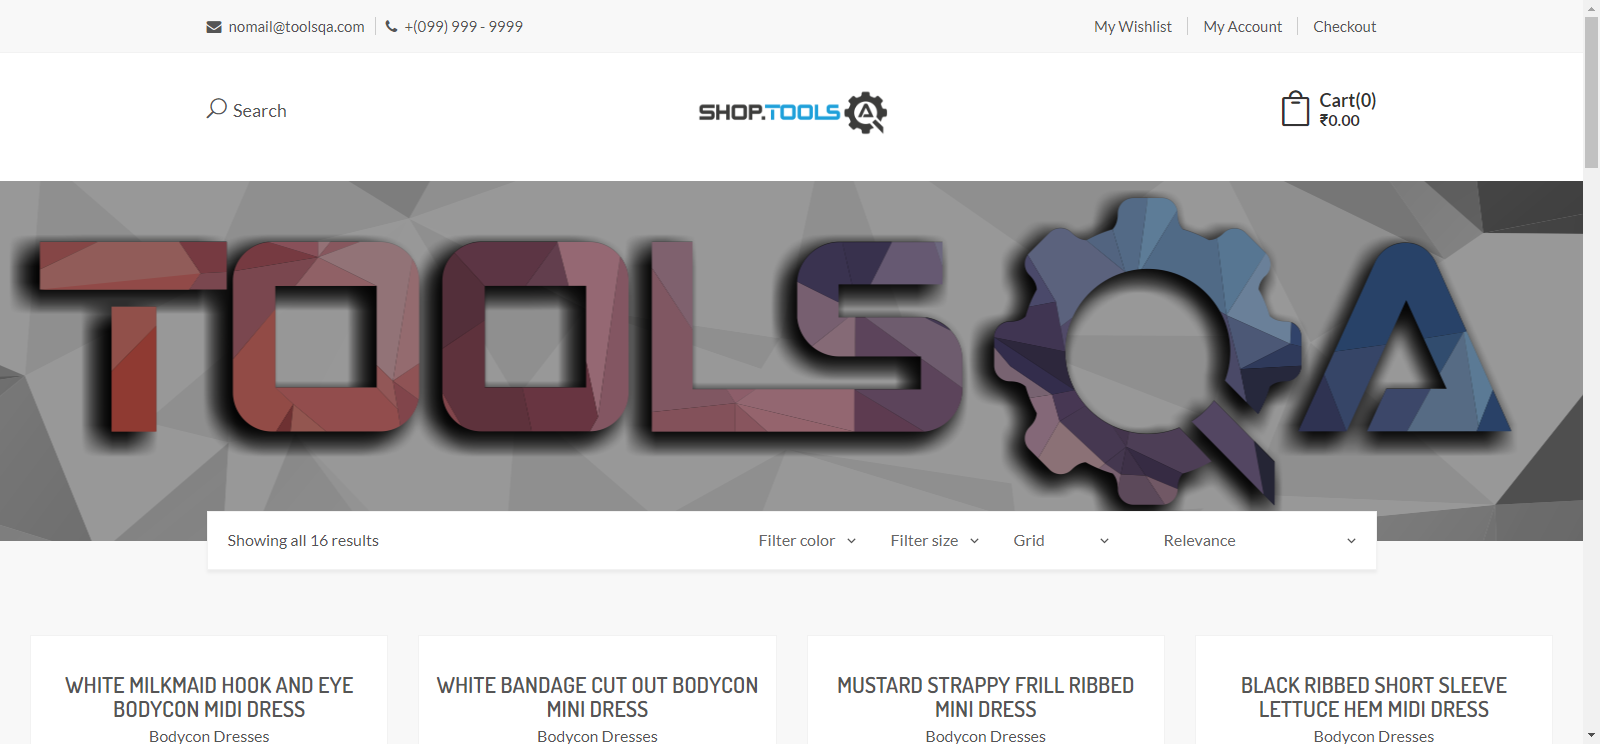 nomail@toolsqa.com
+(099) 999 - 9999
My Wishlist
My Account
Checkout
Search
SHOP.TOOLSQA
Cart(0)
₹0.00
TOOLSQA
Showing all 16 results
Filter color
Filter size
Grid
Relevance
WHITE MILKMAID HOOK AND EYE
BODYCON MIDI DRESS
Bodycon Dresses
WHITE BANDAGE CUT OUT BODYCON
MINI DRESS
Bodycon Dresses
MUSTARD STRAPPY FRILL RIBBED
MINI DRESS
Bodycon Dresses
BLACK RIBBED SHORT SLEEVE
LETTUCE HEM MIDI DRESS
Bodycon Dresses